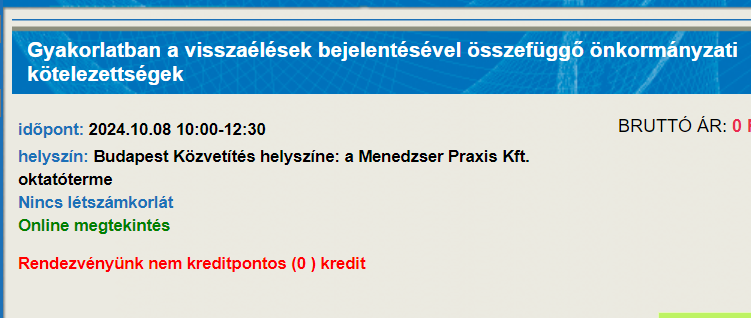 Gyakorlatban a visszaélések bejelentésével összefüggő önkormányzati
kötelezettségek
időpont: 2024.10.08 10:00-12:30
BRUTTÓ ÁR: 0
helyszín: Budapest Közvetítés helyszíne: a Menedzser Praxis Kft.
oktatóterme
Nincs létszámkorlát
Online megtekintés
Rendezvényünk nem kreditpontos (0 ) kredit